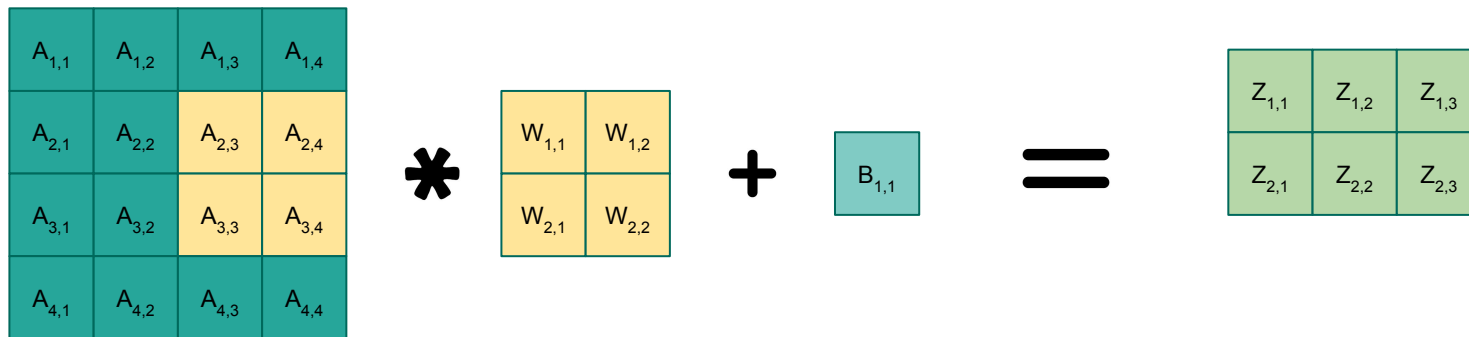 A1,1 A1,2 A1,3 A1,4
A2,1 A2,2 A2,3 A2,4
A3,1 A3,2 A3,3 A3,4
A4,1 A4,2 A4,3 A4,4
*
W1,1 W1,2
W2,1 W2,2
+
B1,1
=
Z1,1 Z1,2 Z1,3
Z2,1 Z2,2 Z2,3